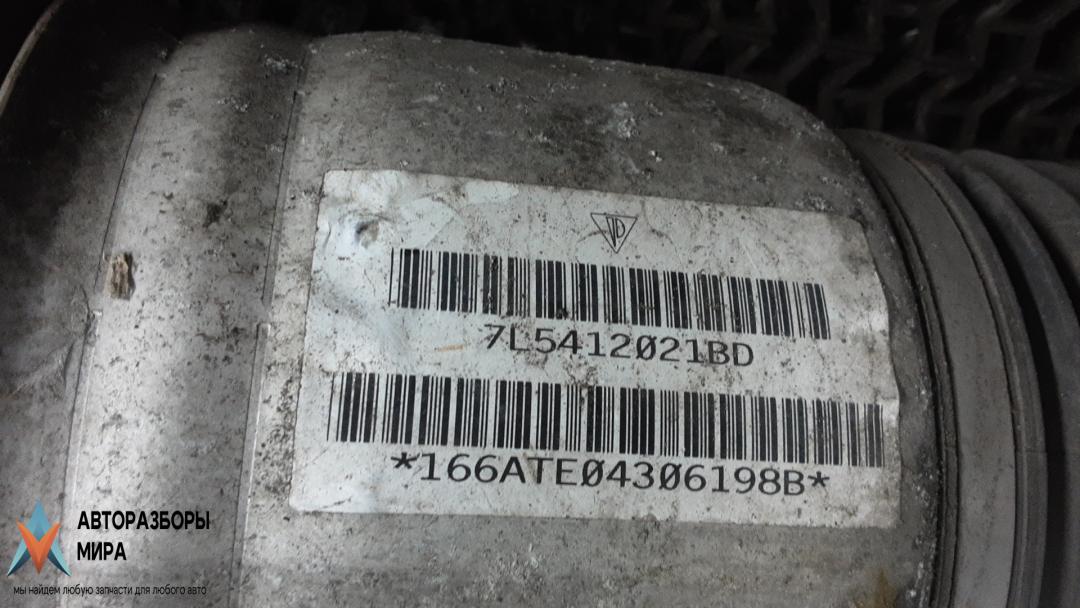 7L5412021BD
*166ATE04306198B*
АВТОРАЗБОРЫ
МИРА
мы найдем любую запчасти для любого авто